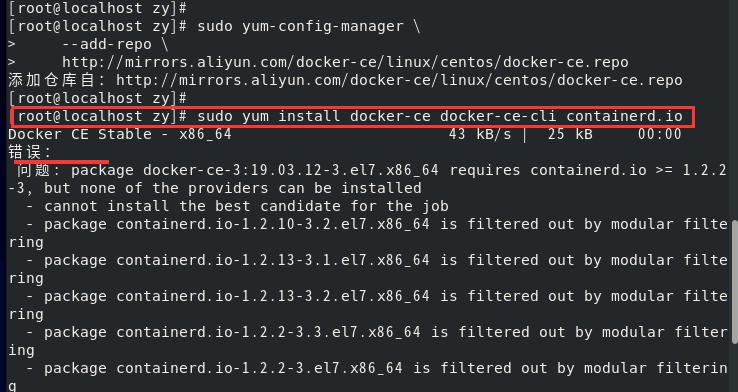 [root@localhost zy]#
[root@localhost zy]# sudo yum-config-manager \
>     --add-repo \
>     http://mirrors.aliyun.com/docker-ce/linux/centos/docker-ce.repo
添加仓库自: http://mirrors.aliyun.com/docker-ce/linux/centos/docker-ce.repo
[root@localhost zy]#
[root@localhost zy]# sudo yum install docker-ce docker-ce-cli containerd.io
Docker CE Stable - x86_64                        43 kB/s |  25 kB     00:00
错误:
 问题: package docker-ce-3:19.03.12-3.el7.x86_64 requires containerd.io >= 1.2.2
-3, but none of the providers can be installed
  - cannot install the best candidate for the job
  - package containerd.io-1.2.10-3.2.el7.x86_64 is filtered out by modular filte
ring
  - package containerd.io-1.2.13-3.1.el7.x86_64 is filtered out by modular filte
ring
  - package containerd.io-1.2.13-3.2.el7.x86_64 is filtered out by modular filte
ring
  - package containerd.io-1.2.2-3.3.el7.x86_64 is filtered out by modular filter
ing
  - package containerd.io-1.2.2-3.el7.x86_64 is filtered out by modular filterin
g